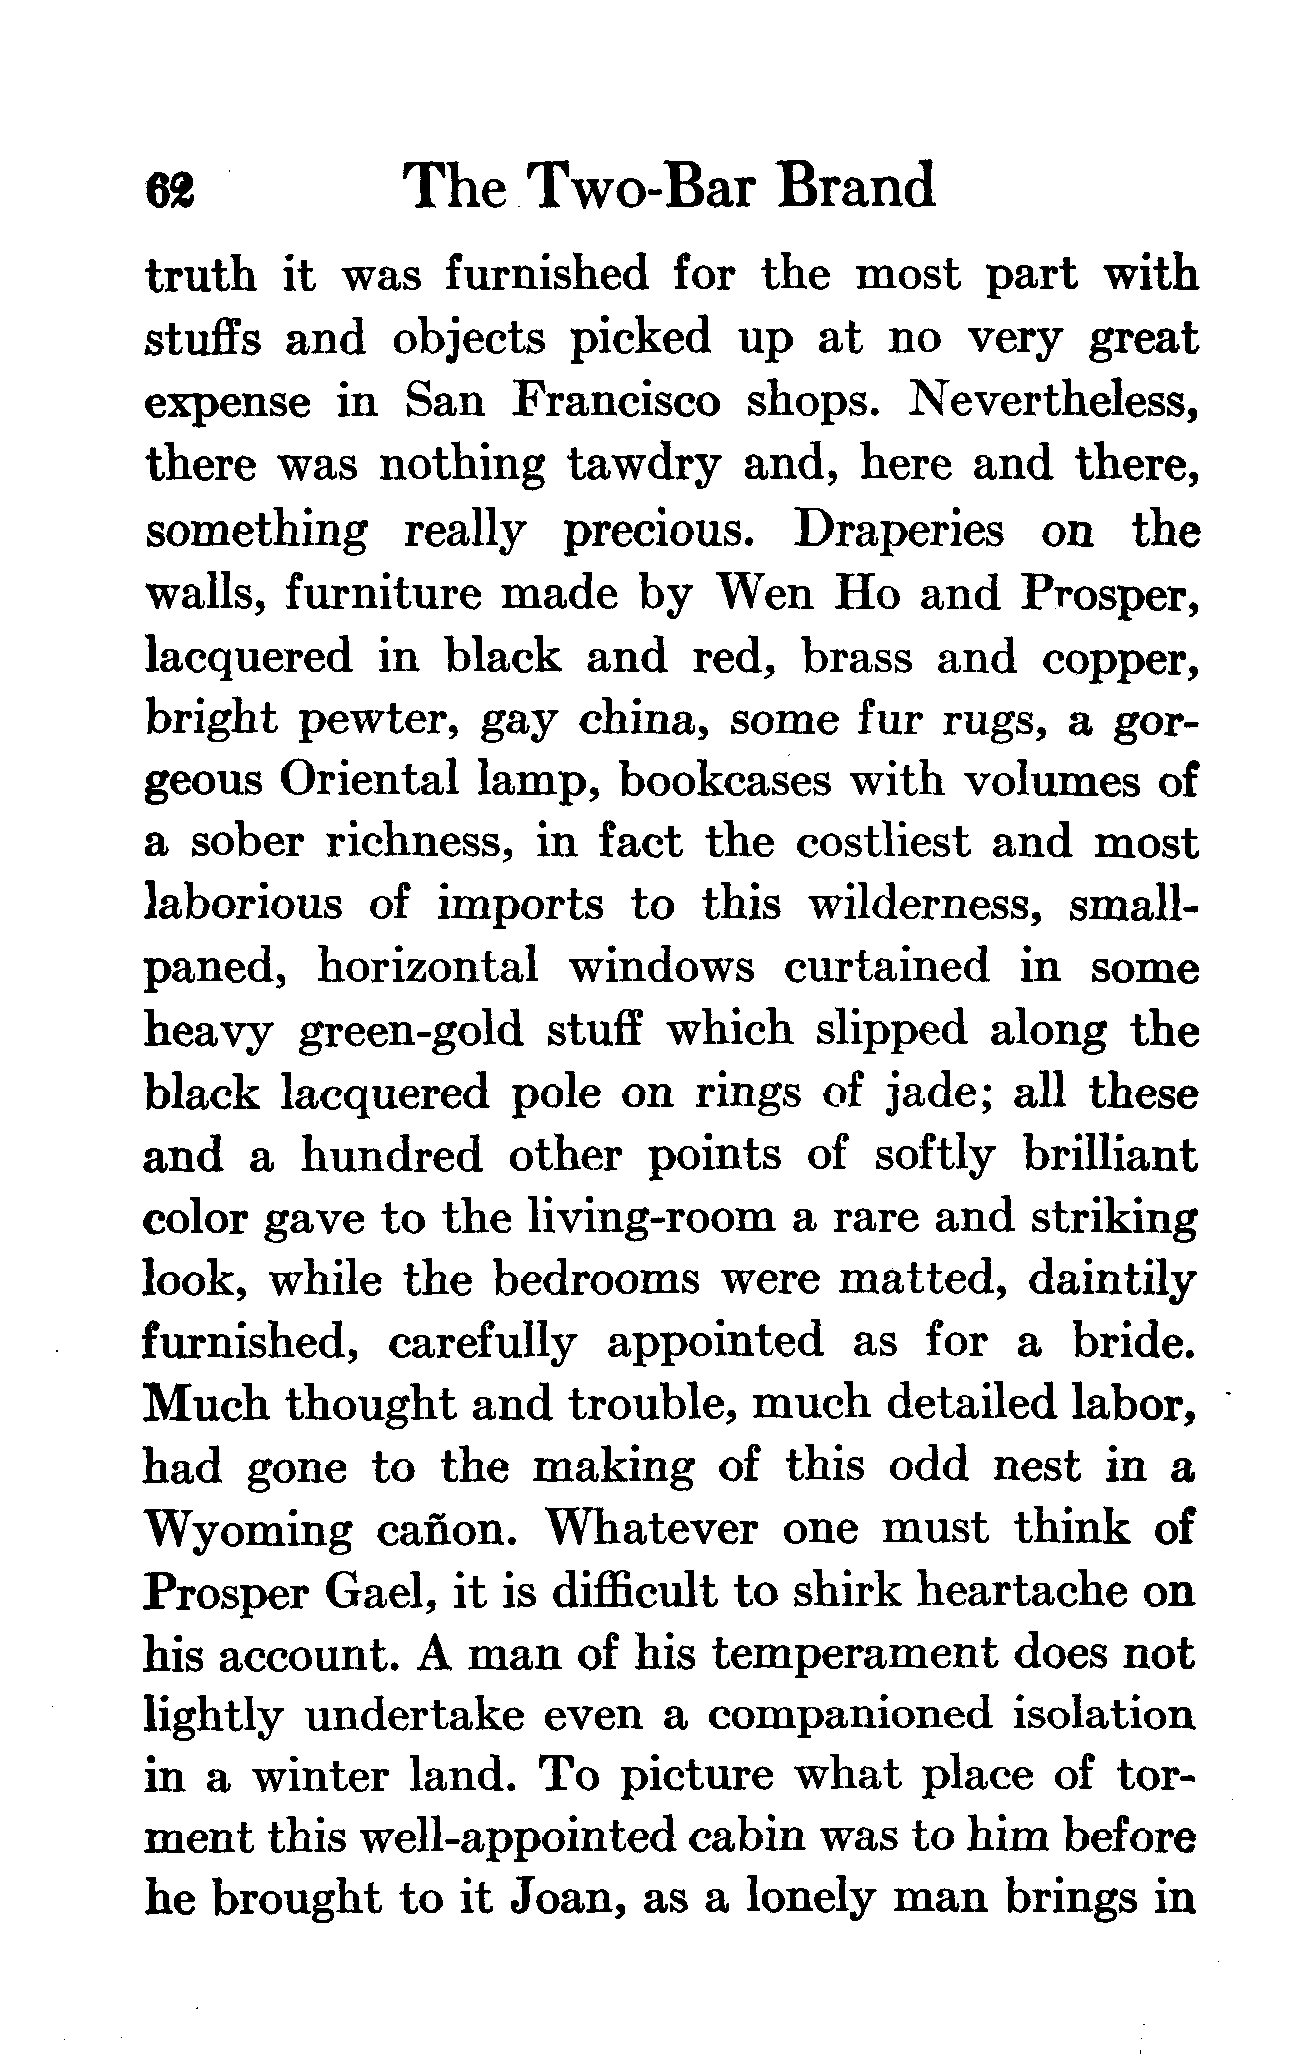 62 The Two-Bar Brand
truth it was furnished for the most part with
stuffs and objects picked up at no very great
expense in San Francisco shops. Nevertheless,
there was nothing tawdry and, here and there,
something really precious. Draperies on the
walls, furniture made by Wen Ho and Prosper,
lacquered in black and red, brass and copper,
bright pewter, gay china, some fur rugs, a gor-
geous Oriental lamp, bookcases with volumes of
a sober richness, in fact the costliest and most
laborious of imports to this wilderness, small-
paned, horizontal windows curtained in some
heavy green-gold stuff which slipped along the
black lacquered pole on rings of jade; all these
and a hundred other points of softly brilliant
color gave to the living-room a rare and striking
look, while the bedrooms were matted, daintily
furnished, carefully appointed as for a bride.
Much thought and trouble, much detailed labor,
had gone to the making of this odd nest in a
Wyoming cañon. Whatever one must think of
Prosper Gael, it is difficult to shirk heartache on
his account. A man of his temperament does not
lightly undertake even a companioned isolation
in a winter land. To picture what place of tor-
ment this well-appointed cabin was to him before
he brought to it Joan, as a lonely man brings in